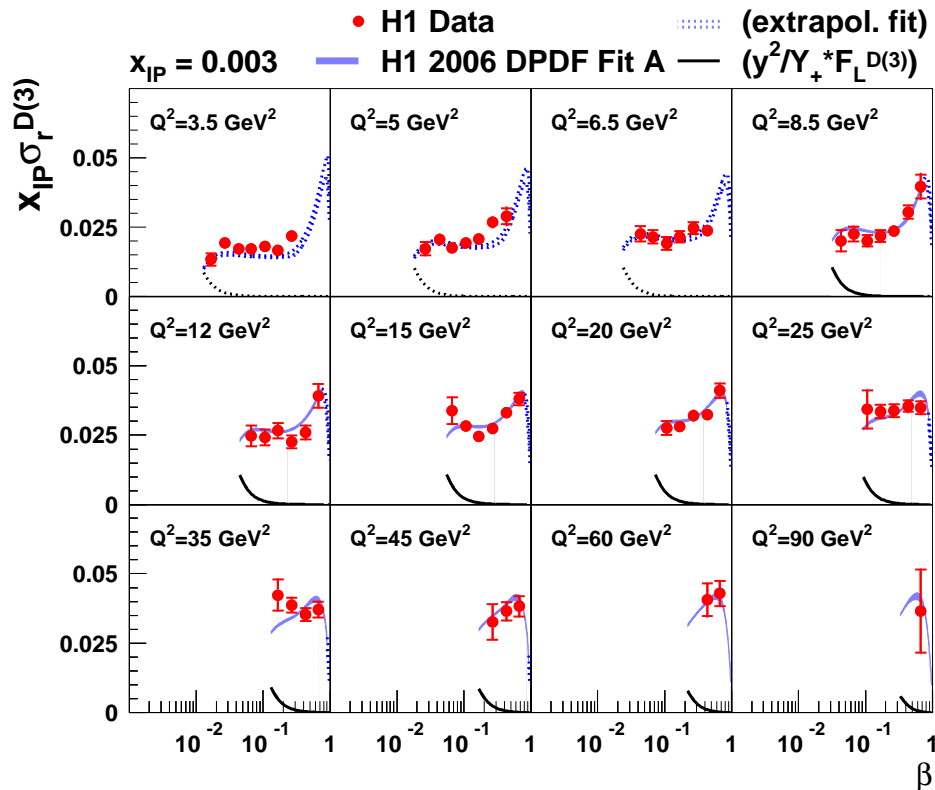 H1 Data (extrapol. fit)
x_IP = 0.003 H1 2006 DPDF Fit A (y²/Y₊*F_L^D(3))
x_IP σ_r^D(3)
Q²=3.5 GeV² Q²=5 GeV² Q²=6.5 GeV² Q²=8.5 GeV²
0.05
0.025
0
Q²=12 GeV² Q²=15 GeV² Q²=20 GeV² Q²=25 GeV²
0.05
0.025
0
Q²=35 GeV² Q²=45 GeV² Q²=60 GeV² Q²=90 GeV²
0.05
0.025
0
10⁻² 10⁻¹ 1 10⁻² 10⁻¹ 1 10⁻² 10⁻¹ 1 10⁻² 10⁻¹ 1
β